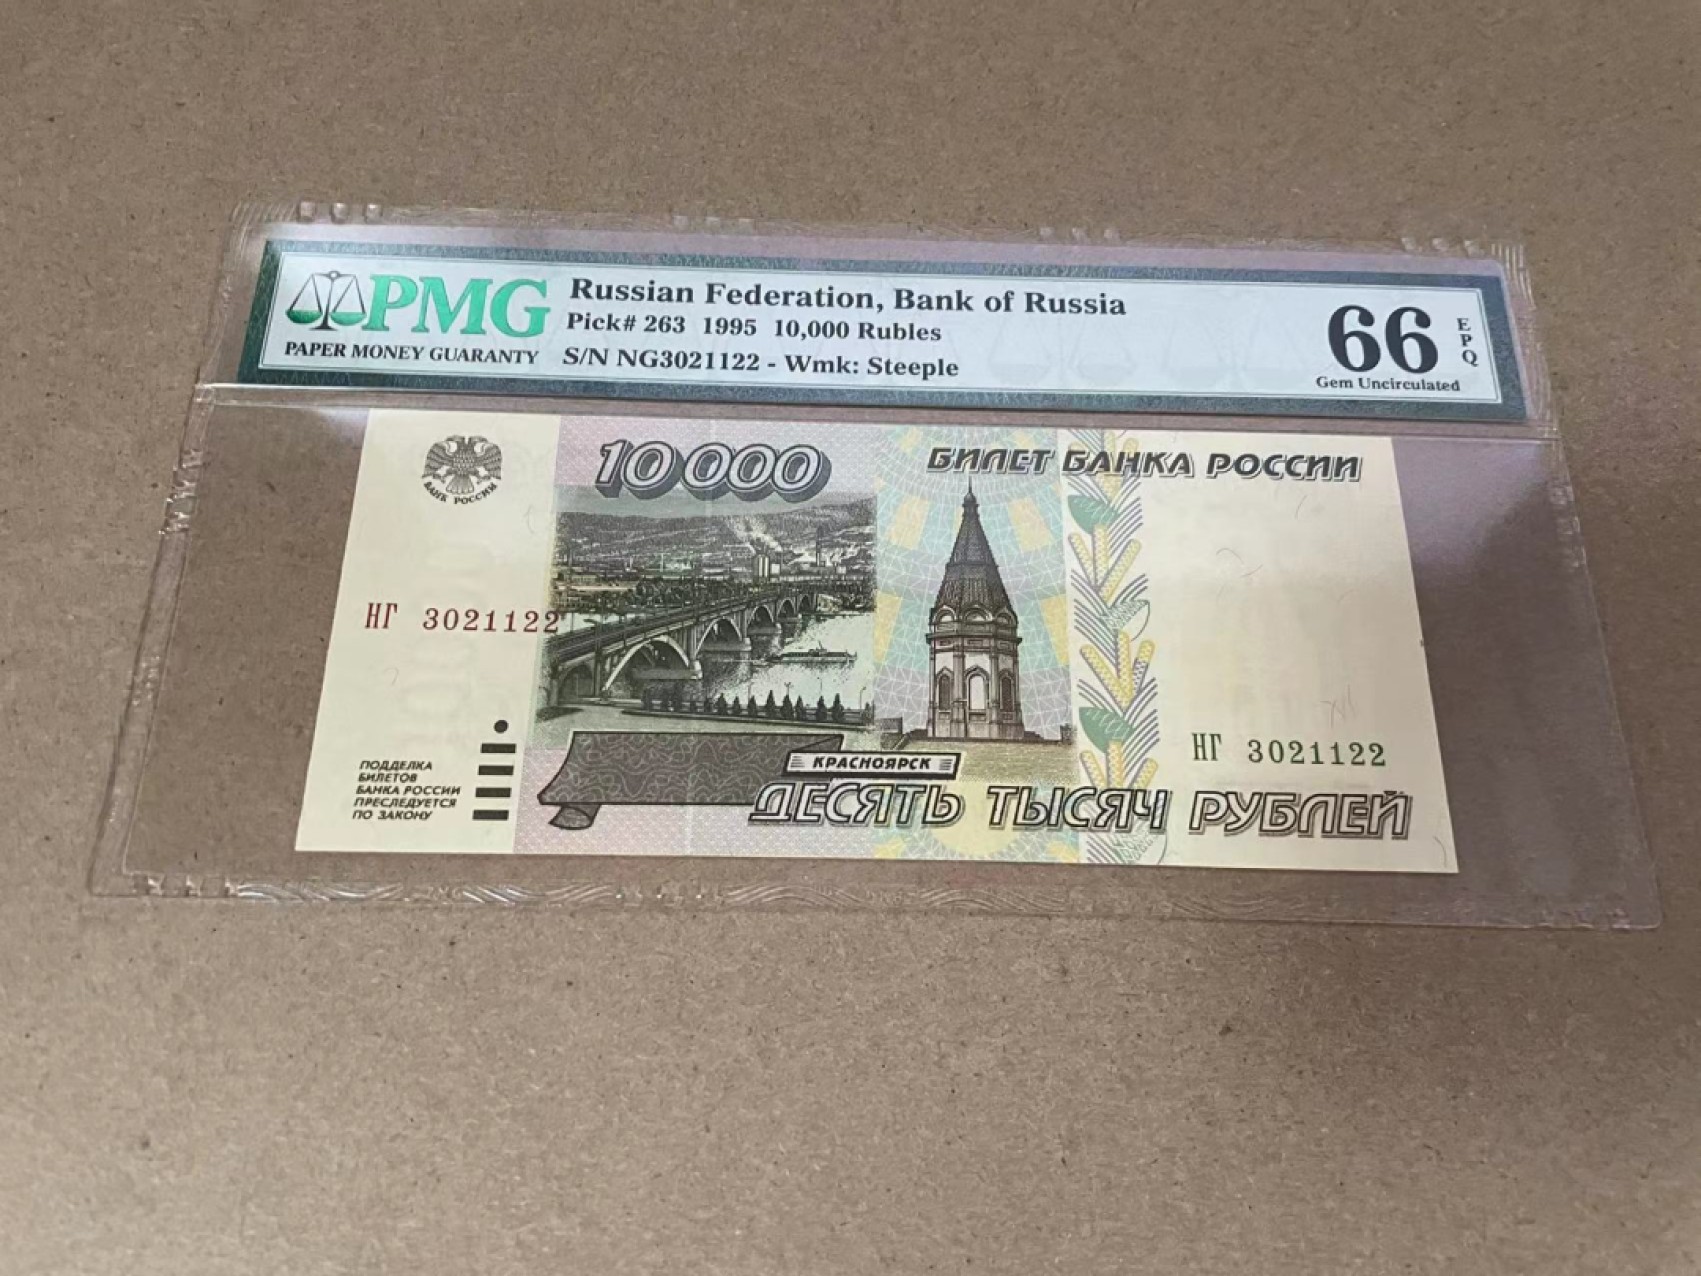 PMG
PAPER MONEY GUARANTY
Russian Federation, Bank of Russia
Pick# 263 1995 10,000 Rubles
S/N NG3021122 - Wmk: Steeple
66
EPQ
Gem Uncirculated
БАНК РОССИИ
10000
БИЛЕТ БАНКА РОССИИ
НГ 3021122
НГ 3021122
ПОДДЕЛКА
БИЛЕТОВ
БАНКА РОССИИ
ПРЕСЛЕДУЕТСЯ
ПО ЗАКОНУ
КРАСНОЯРСК
ДЕСЯТЬ ТЫСЯЧ РУБЛЕЙ